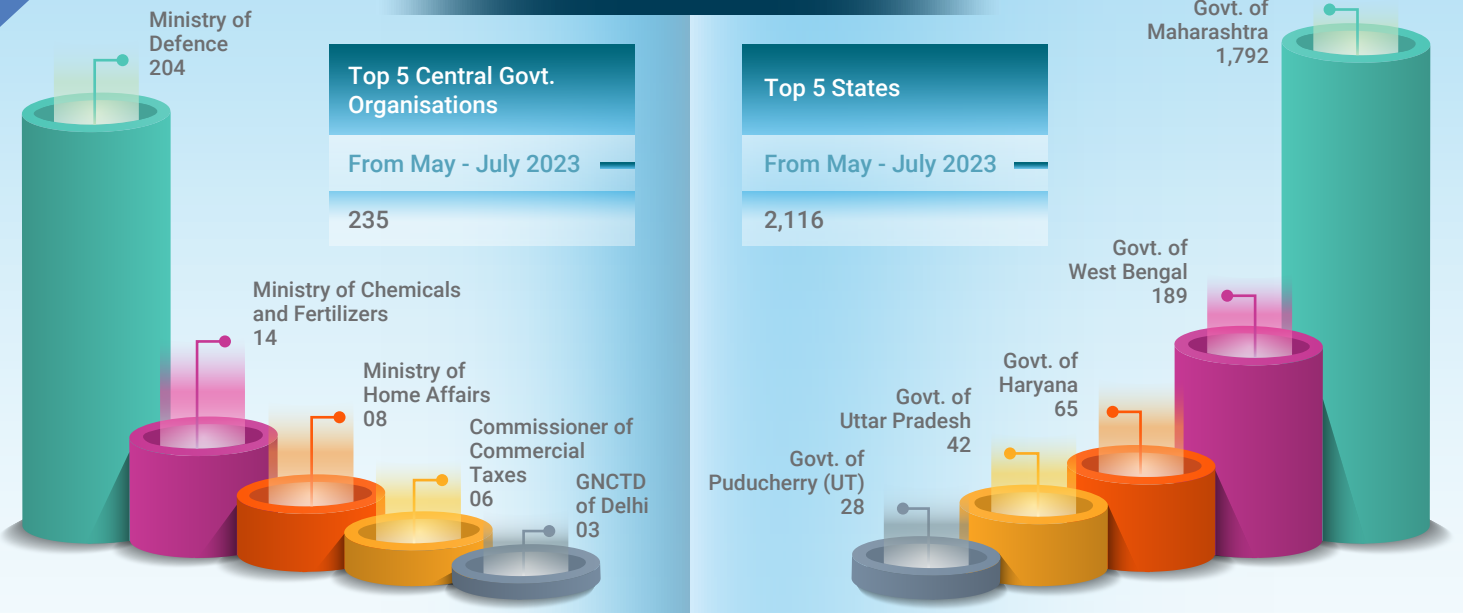 Ministry of
Defence
204
Top 5 Central Govt.
Organisations
From May - July 2023
235
Ministry of Chemicals
and Fertilizers
14
Ministry of
Home Affairs
08
Commissioner of
Commercial
Taxes
06
GNCTD
of Delhi
03
Top 5 States
From May - July 2023
2,116
Govt. of
Maharashtra
1,792
Govt. of
West Bengal
189
Govt. of
Haryana
65
Govt. of
Uttar Pradesh
42
Govt. of
Puducherry (UT)
28